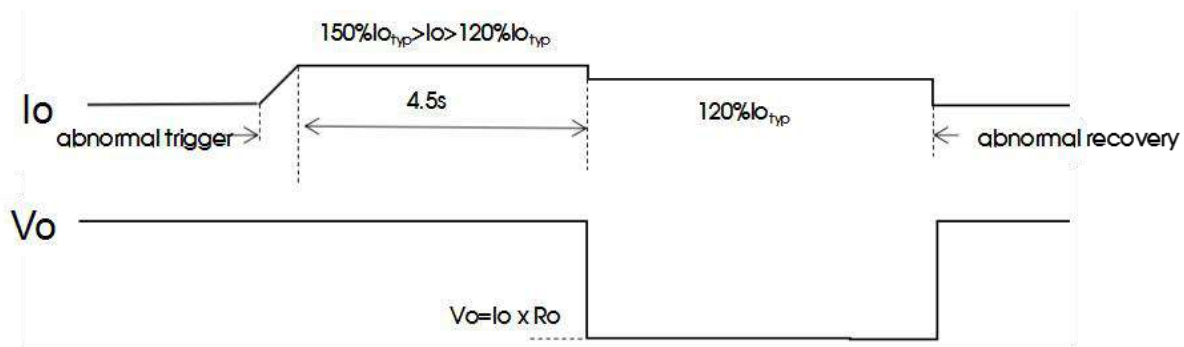 150%Io_typ>Io>120%Io_typ
Io
4.5s
120%Io_typ
abnormal trigger
abnormal recovery
Vo
Vo=Io x Ro